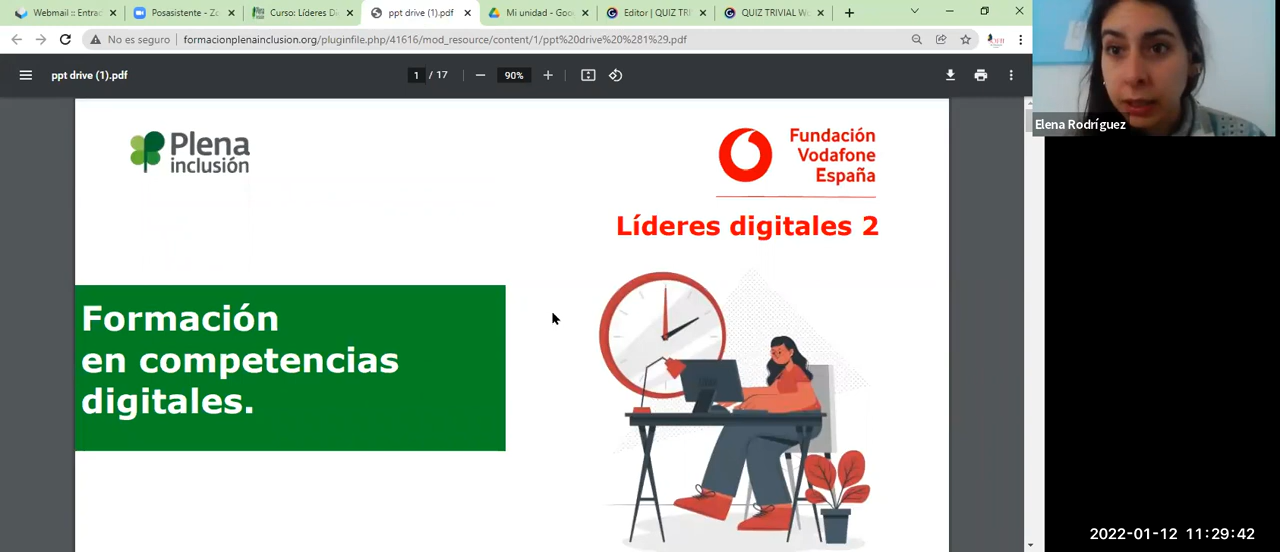 Webmail :: Entrad
Posasistente - Zo
Curso: Líderes Di
ppt drive (1).pdf
Mi unidad - Goo
Editor | QUIZ TRI
QUIZ TRIVIAL W
No es seguro
formacionplenainclusion.org/pluginfile.php/41616/mod_resource/content/1/ppt%20drive%20%281%29.pdf
ppt drive (1).pdf
1 / 17
90%
Elena Rodríguez
Plena
inclusión
Fundación
Vodafone
España
Líderes digitales 2
Formación
en competencias
digitales.
2022-01-12 11:29:42